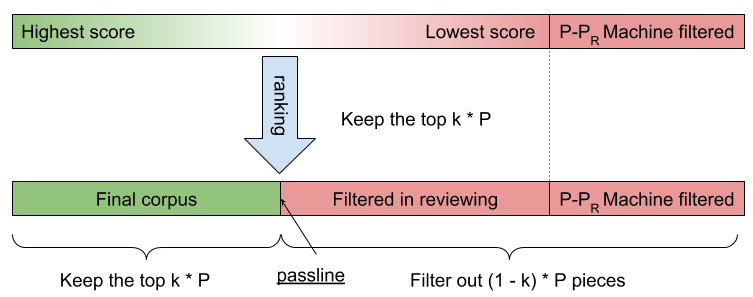 Highest score
Lowest score
P-P_R Machine filtered
ranking
Keep the top k * P
Final corpus
Filtered in reviewing
P-P_R Machine filtered
Keep the top k * P
passline
Filter out (1 - k) * P pieces